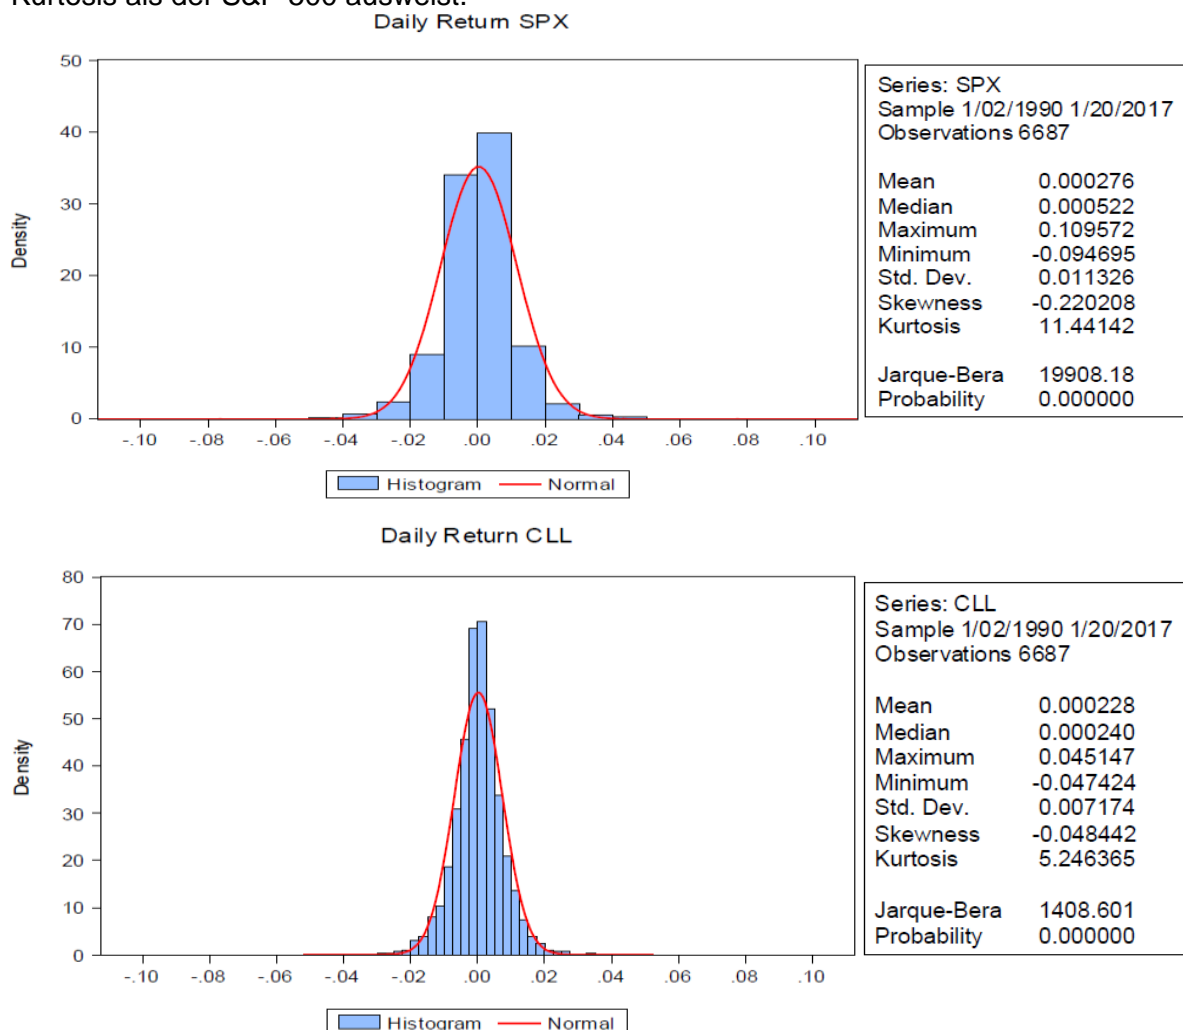 Kurtosis als der S&P 500 ausweist.
Daily Return SPX
50
40
30
20
10
0
Density
-.10 -.08 -.06 -.04 -.02 .00 .02 .04 .06 .08 .10
Histogram Normal
Series: SPX
Sample 1/02/1990 1/20/2017
Observations 6687
Mean 0.000276
Median 0.000522
Maximum 0.109572
Minimum -0.094695
Std. Dev. 0.011326
Skewness -0.220208
Kurtosis 11.44142
Jarque-Bera 19908.18
Probability 0.000000
Daily Return CLL
80
70
60
50
40
30
20
10
0
Density
-.10 -.08 -.06 -.04 -.02 .00 .02 .04 .06 .08 .10
Histogram Normal
Series: CLL
Sample 1/02/1990 1/20/2017
Observations 6687
Mean 0.000228
Median 0.000240
Maximum 0.045147
Minimum -0.047424
Std. Dev. 0.007174
Skewness -0.048442
Kurtosis 5.246365
Jarque-Bera 1408.601
Probability 0.000000